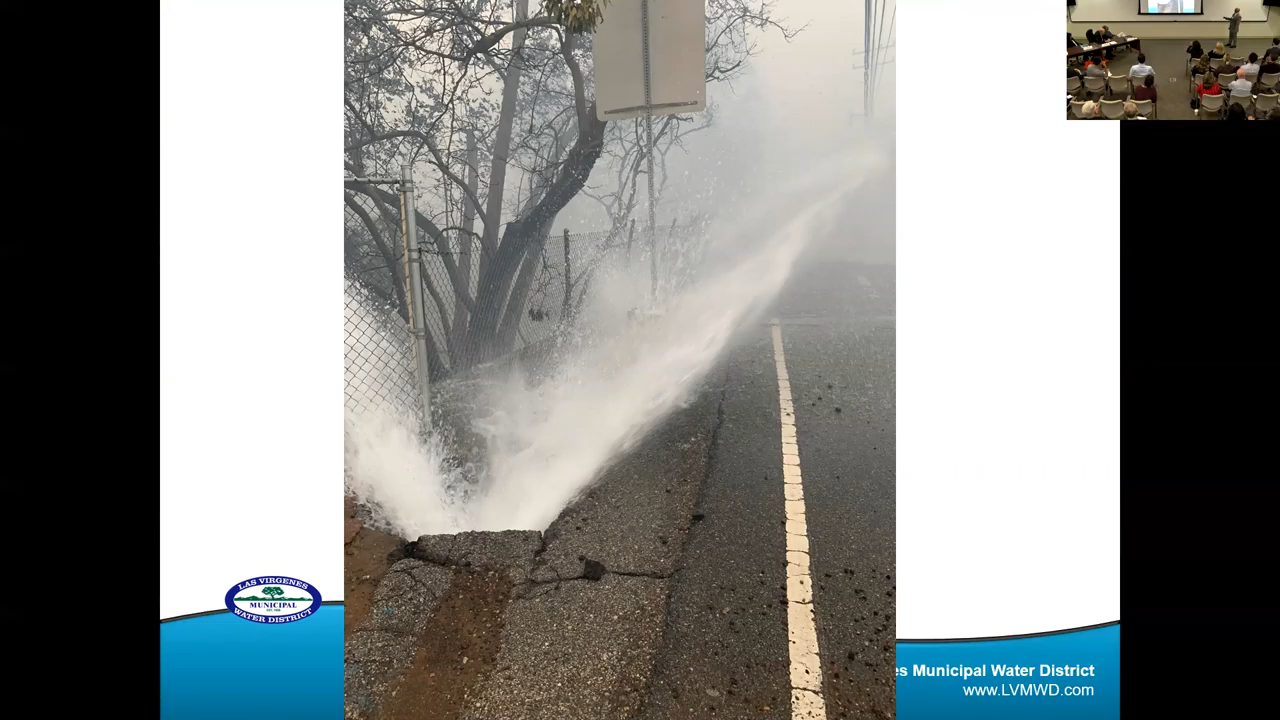 LAS VIRGENES
MUNICIPAL
WATER DISTRICT
es Municipal Water District
www.LVMWD.com